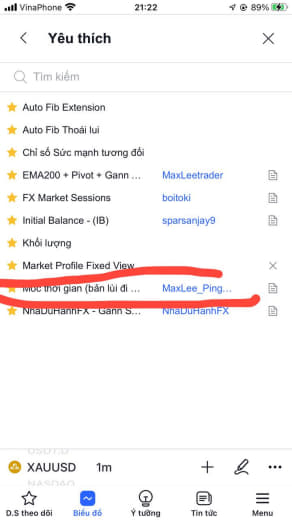 VinaPhone 21:22 89%
Yêu thích
Tìm kiếm
Auto Fib Extension
Auto Fib Thoái lui
Chỉ số Sức mạnh tương đối
EMA200 + Pivot + Gann ... MaxLeetrader
FX Market Sessions boitoki
Initial Balance - (IB) sparsanjay9
Khối lượng
Market Profile Fixed View
Mốc thời gian (bản lùi đi ... MaxLee_Ping...
NhaDuHanhFX - Gann S... NhaDuHanhFX
USDT.D
XAUUSD 1m
NASDAQ
D.S theo dõi Biểu đồ Ý tưởng Tin tức Menu